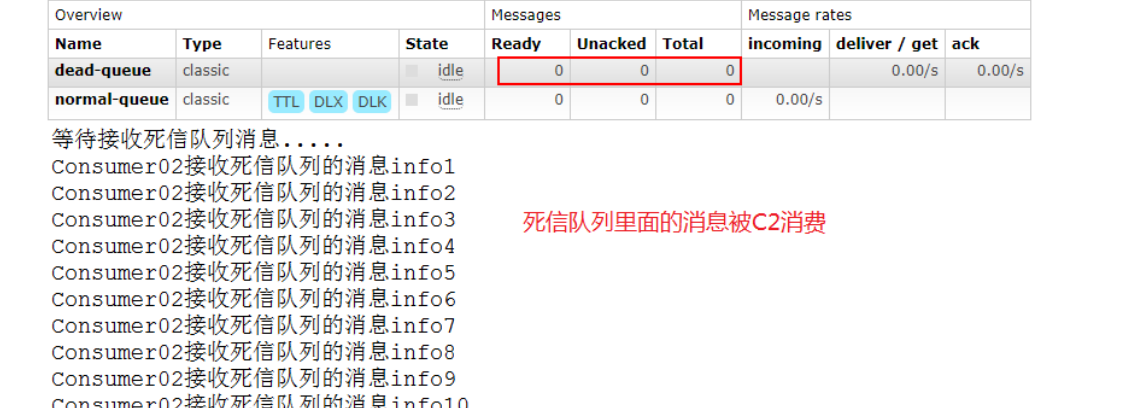 Overview Messages Message rates
Name Type Features State Ready Unacked Total incoming deliver / get ack
dead-queue classic idle 0 0 0 0.00/s 0.00/s
normal-queue classic TTL DLX DLK idle 0 0 0 0.00/s
等待接收死信队列消息.....
Consumer02接收死信队列的消息info1
Consumer02接收死信队列的消息info2
Consumer02接收死信队列的消息info3
死信队列里面的消息被C2消费
Consumer02接收死信队列的消息info4
Consumer02接收死信队列的消息info5
Consumer02接收死信队列的消息info6
Consumer02接收死信队列的消息info7
Consumer02接收死信队列的消息info8
Consumer02接收死信队列的消息info9
Consumer02接收死信队列的消息info10